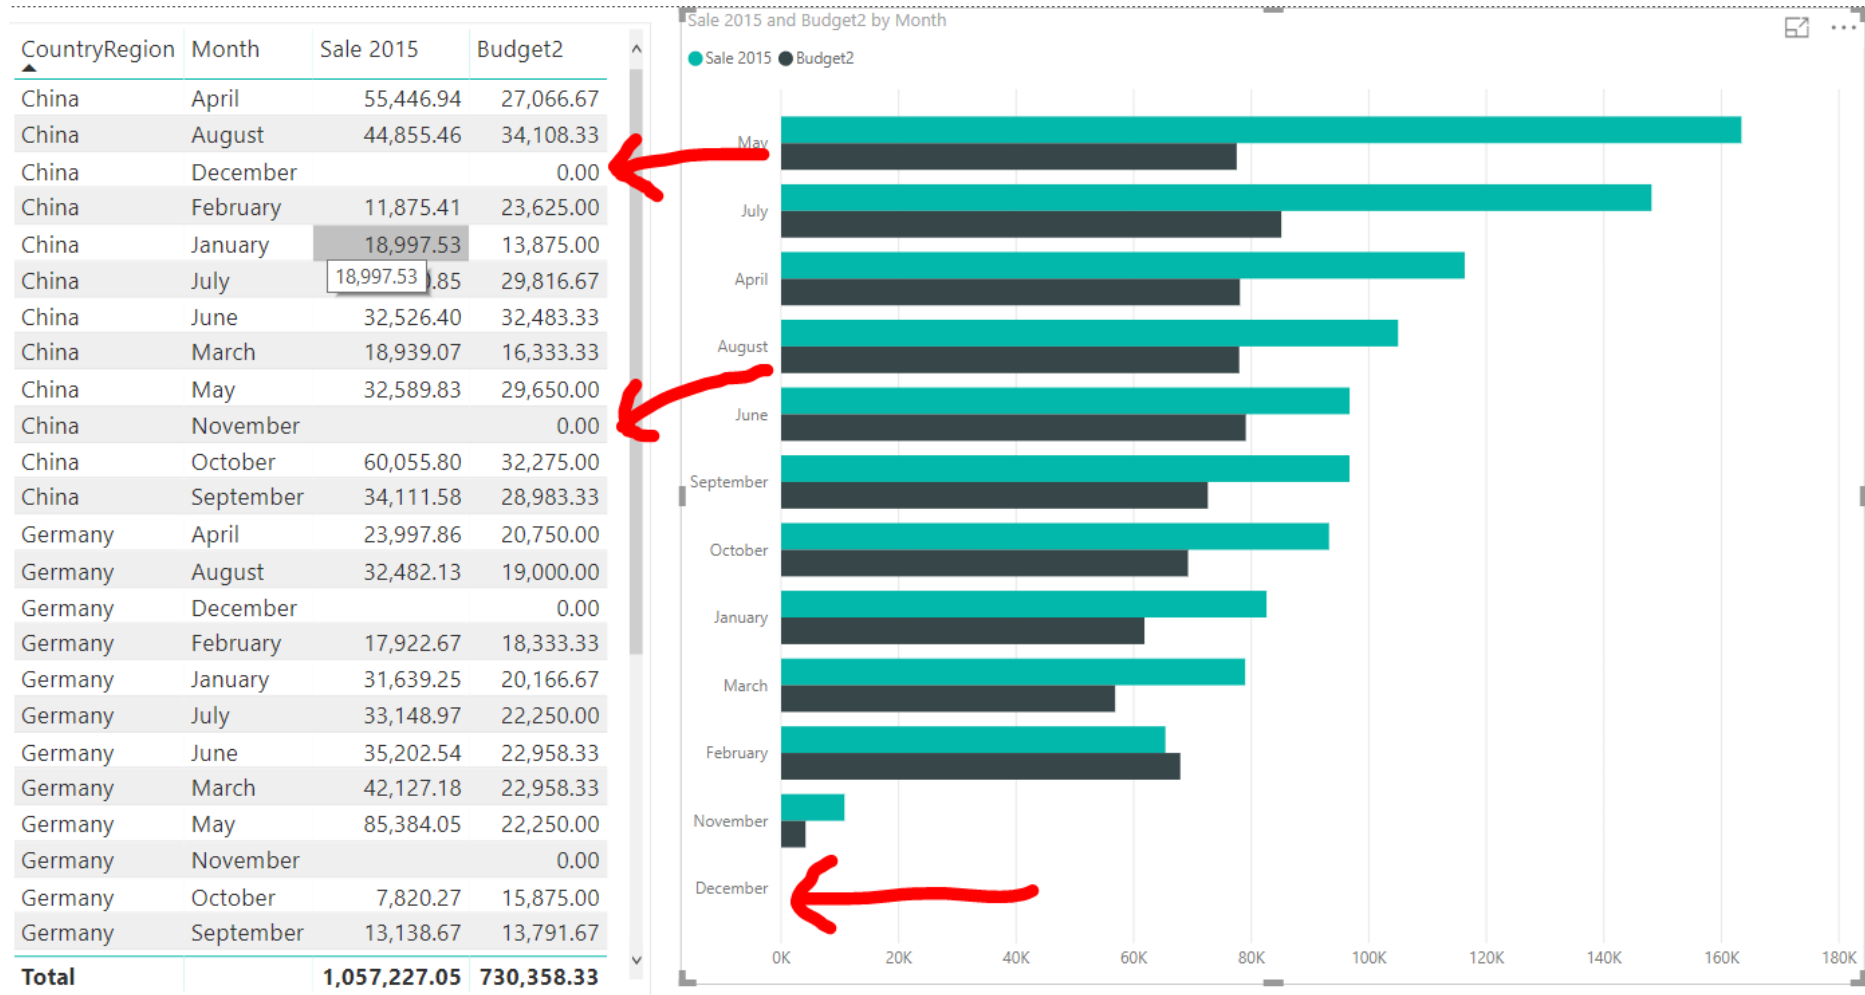 CountryRegion Month Sale 2015 Budget2
China April 55,446.94 27,066.67
China August 44,855.46 34,108.33
China December 0.00
China February 11,875.41 23,625.00
China January 18,997.53 13,875.00
18,997.53
China July .85 29,816.67
China June 32,526.40 32,483.33
China March 18,939.07 16,333.33
China May 32,589.83 29,650.00
China November 0.00
China October 60,055.80 32,275.00
China September 34,111.58 28,983.33
Germany April 23,997.86 20,750.00
Germany August 32,482.13 19,000.00
Germany December 0.00
Germany February 17,922.67 18,333.33
Germany January 31,639.25 20,166.67
Germany July 33,148.97 22,250.00
Germany June 35,202.54 22,958.33
Germany March 42,127.18 22,958.33
Germany May 85,384.05 22,250.00
Germany November 0.00
Germany October 7,820.27 15,875.00
Germany September 13,138.67 13,791.67
Total 1,057,227.05 730,358.33
Sale 2015 and Budget2 by Month
Sale 2015 Budget2
May
July
April
August
June
September
October
January
March
February
November
December
0K 20K 40K 60K 80K 100K 120K 140K 160K 180K